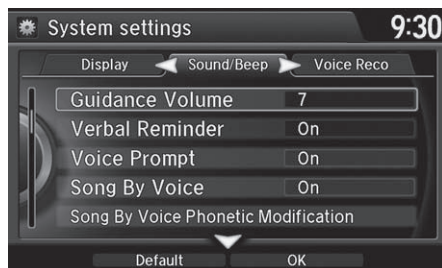 System settings 9:30
Display Sound/Beep Voice Reco
Guidance Volume 7
Verbal Reminder On
Voice Prompt On
Song By Voice On
Song By Voice Phonetic Modification
Default OK